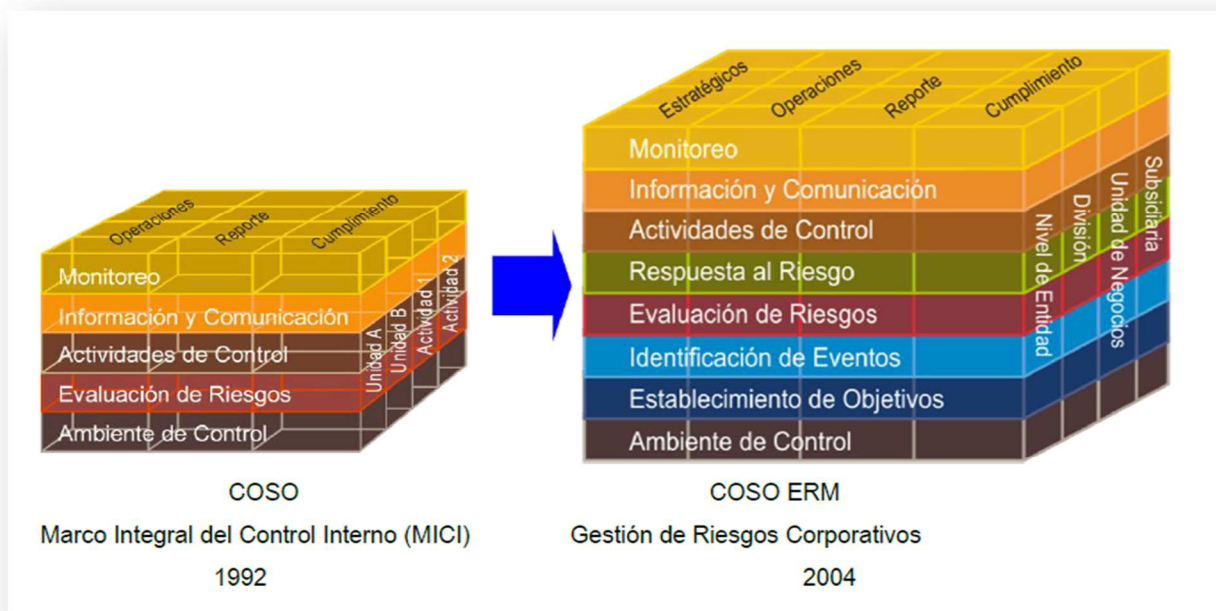 Operaciones
Reporte
Cumplimiento
Monitoreo
Información y Comunicación
Actividades de Control
Evaluación de Riesgos
Ambiente de Control
Unidad A
Unidad B
Actividad 1
Actividad 2
COSO
Marco Integral del Control Interno (MICI)
1992
Estratégicos
Operaciones
Reporte
Cumplimiento
Monitoreo
Información y Comunicación
Actividades de Control
Respuesta al Riesgo
Evaluación de Riesgos
Identificación de Eventos
Establecimiento de Objetivos
Ambiente de Control
Nivel de Entidad
División
Unidad de Negocios
Subsidiaria
COSO ERM
Gestión de Riesgos Corporativos
2004